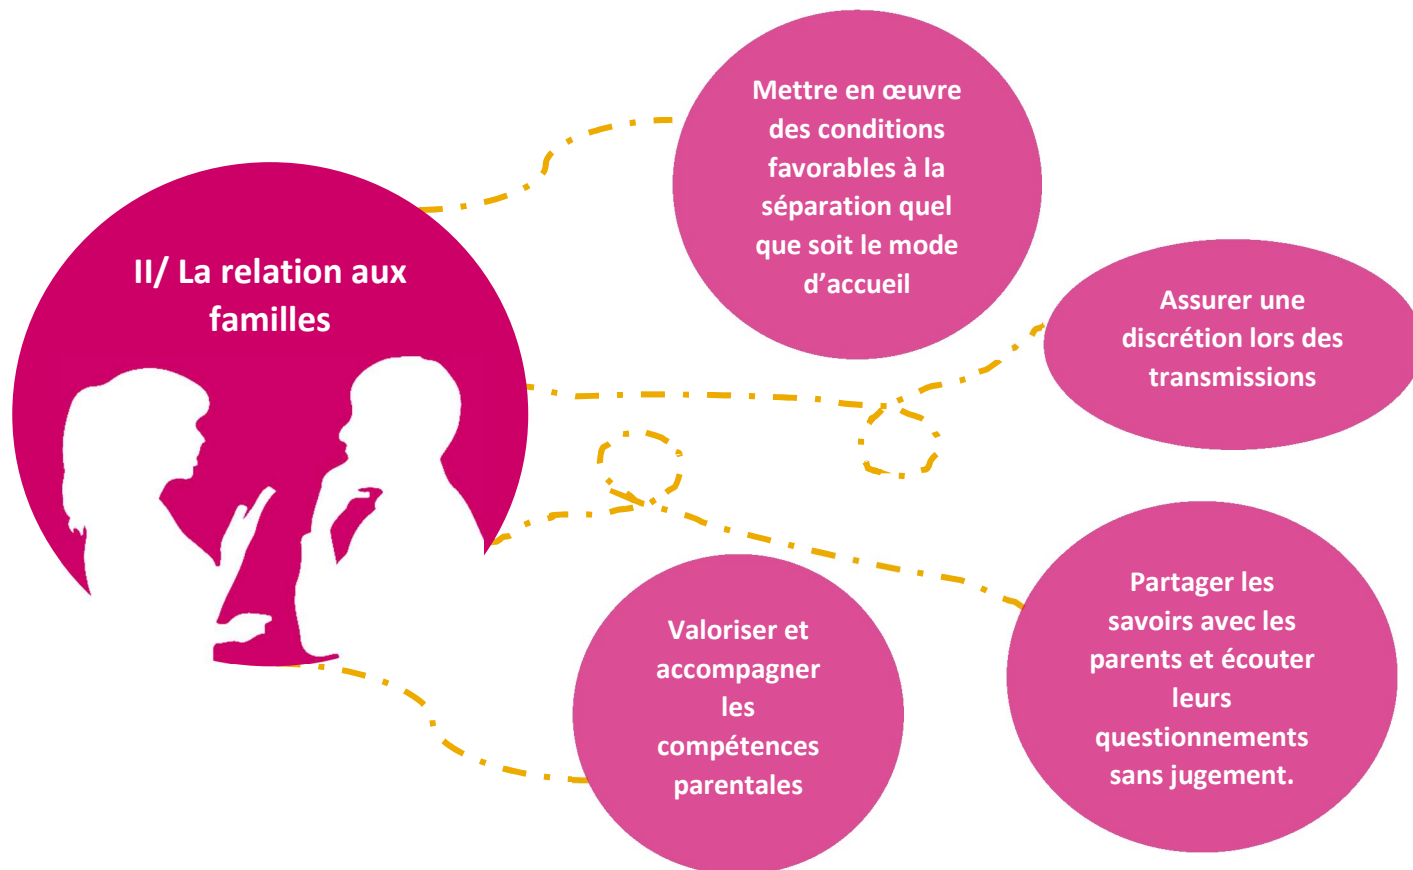 II/ La relation aux
familles
Mettre en œuvre
des conditions
favorables à la
séparation quel
que soit le mode
d’accueil
Assurer une
discrétion lors des
transmissions
Partager les
savoirs avec les
parents et écouter
leurs
questionnements
sans jugement.
Valoriser et
accompagner
les
compétences
parentales